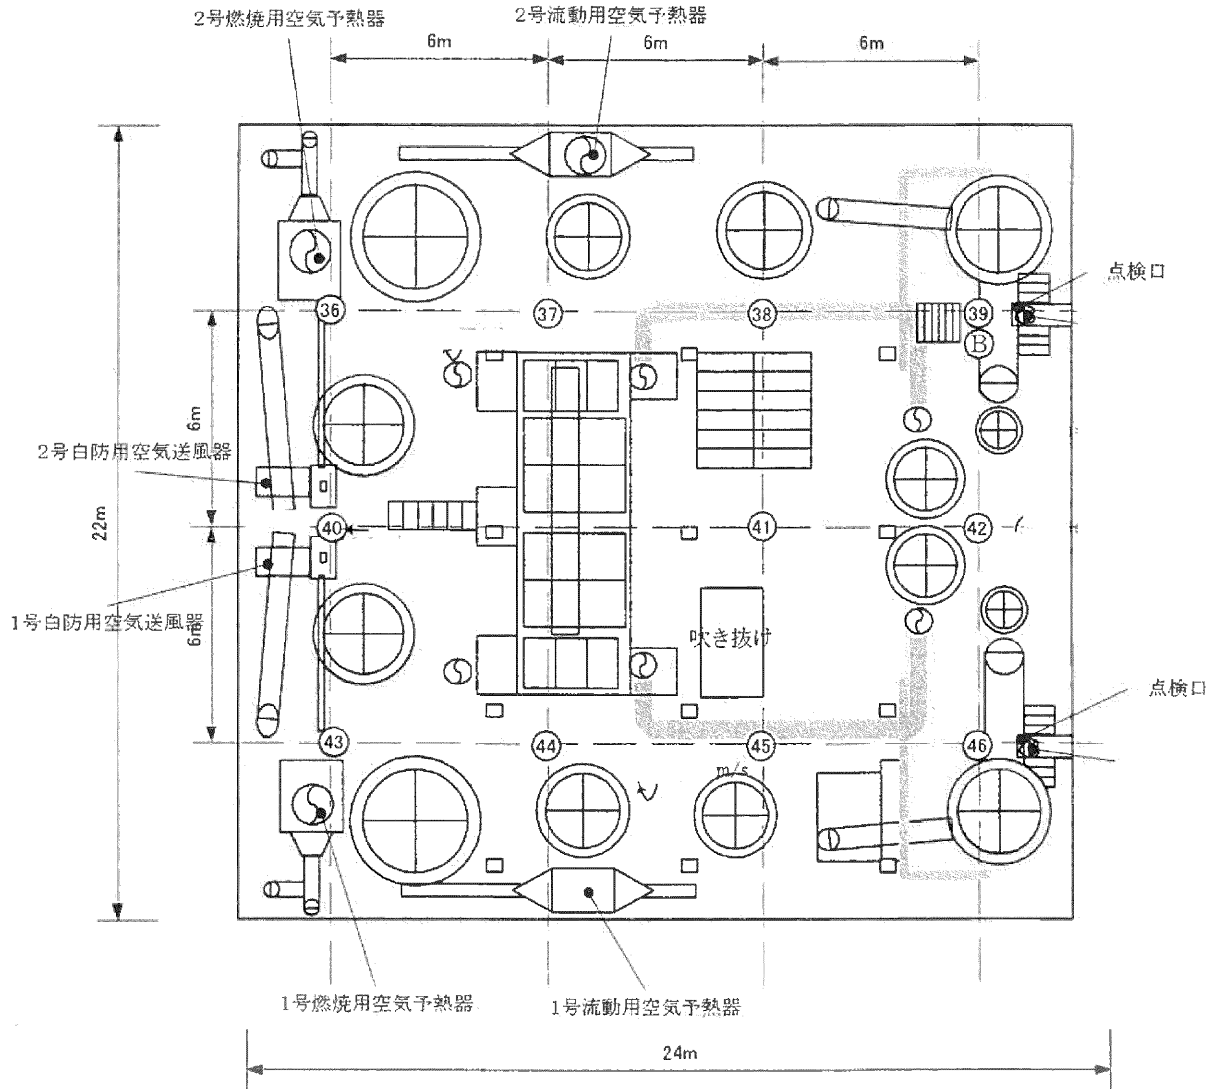 2号燃焼用空気予熱器
2号流動用空気予熱器
6m
6m
6m
点検口
36
37
38
39
B
6m
2号白防用空気送風器
22m
40
41
42
1号白防用空気送風器
6m
吹き抜け
点検口
43
44
45
46
m/s
1号燃焼用空気予熱器
1号流動用空気予熱器
24m